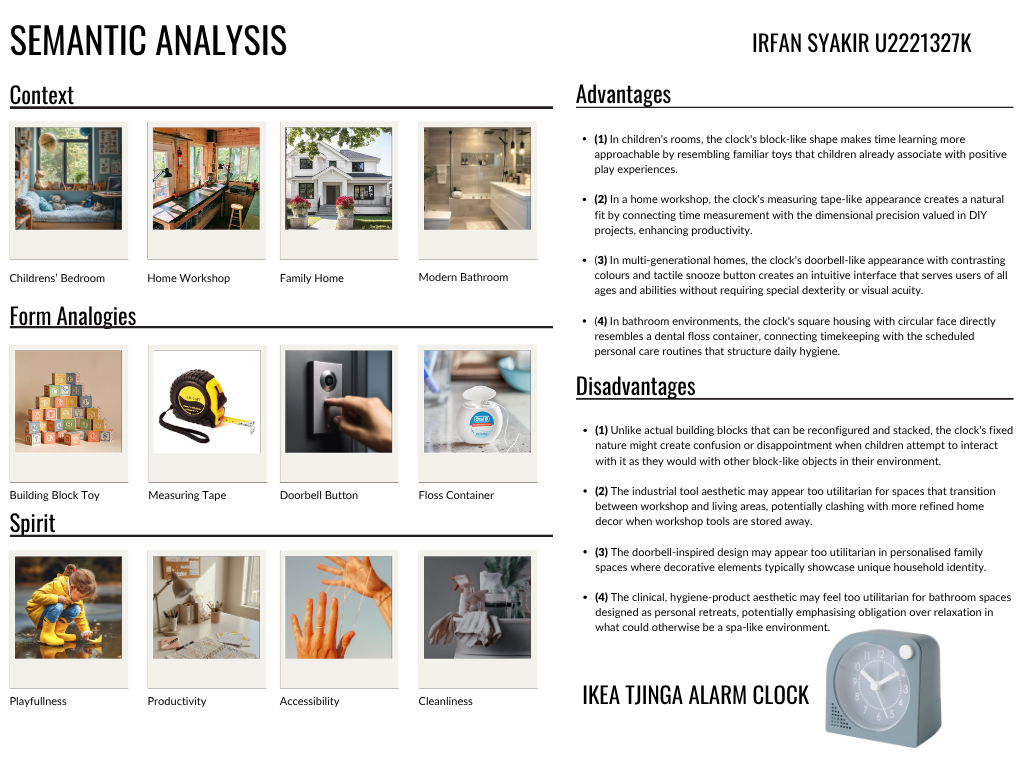 SEMANTIC ANALYSIS
IRFAN SYAKIR U2221327K
Context
Childrens' Bedroom
Home Workshop
Family Home
Modern Bathroom
Form Analogies
Building Block Toy
Measuring Tape
Doorbell Button
Floss Container
Spirit
Playfullness
Productivity
Accessibility
Cleanliness
Advantages
• (1) In children's rooms, the clock's block-like shape makes time learning more
approachable by resembling familiar toys that children already associate with positive
play experiences.
• (2) In a home workshop, the clock's measuring tape-like appearance creates a natural
fit by connecting time measurement with the dimensional precision valued in DIY
projects, enhancing productivity.
• (3) In multi-generational homes, the clock's doorbell-like appearance with contrasting
colours and tactile snooze button creates an intuitive interface that serves users of all
ages and abilities without requiring special dexterity or visual acuity.
• (4) In bathroom environments, the clock's square housing with circular face directly
resembles a dental floss container, connecting timekeeping with the scheduled
personal care routines that structure daily hygiene.
Disadvantages
• (1) Unlike actual building blocks that can be reconfigured and stacked, the clock's fixed
nature might create confusion or disappointment when children attempt to interact
with it as they would with other block-like objects in their environment.
• (2) The industrial tool aesthetic may appear too utilitarian for spaces that transition
between workshop and living areas, potentially clashing with more refined home
decor when workshop tools are stored away.
• (3) The doorbell-inspired design may appear too utilitarian in personalised family
spaces where decorative elements typically showcase unique household identity.
• (4) The clinical, hygiene-product aesthetic may feel too utilitarian for bathroom spaces
designed as personal retreats, potentially emphasising obligation over relaxation in
what could otherwise be a spa-like environment.
IKEA TJINGA ALARM CLOCK
12
1
2
3
4
5
6
7
8
9
10
11